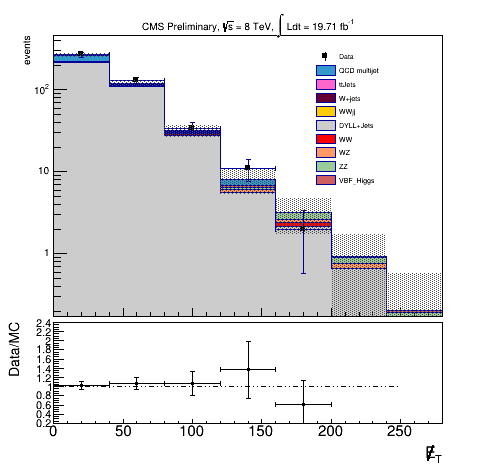 CMS Preliminary, √s = 8 TeV, ∫ Ldt = 19.71 fb⁻¹
events
10²
10
1
Data
QCD multijet
ttJets
W+jets
WWjj
DYLL+Jets
WW
WZ
ZZ
VBF_Higgs
Data/MC
2.4
2.2
2
1.8
1.6
1.4
1.2
1
0.8
0.6
0.4
0.2
0 50 100 150 200 250
E̸_T